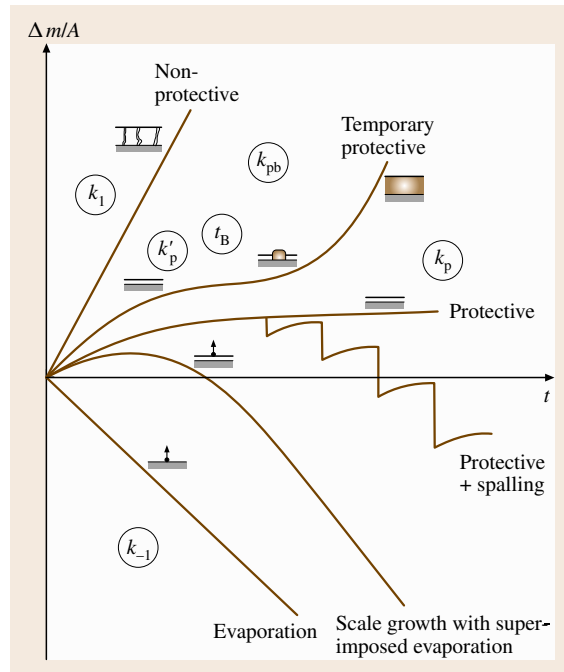 Δm/A
Non-
protective
Temporary
protective
k_pb
k_1
t_B
k'_p
k_p
Protective
t
Protective
+ spalling
k_–1
Evaporation
Scale growth with super-
imposed evaporation